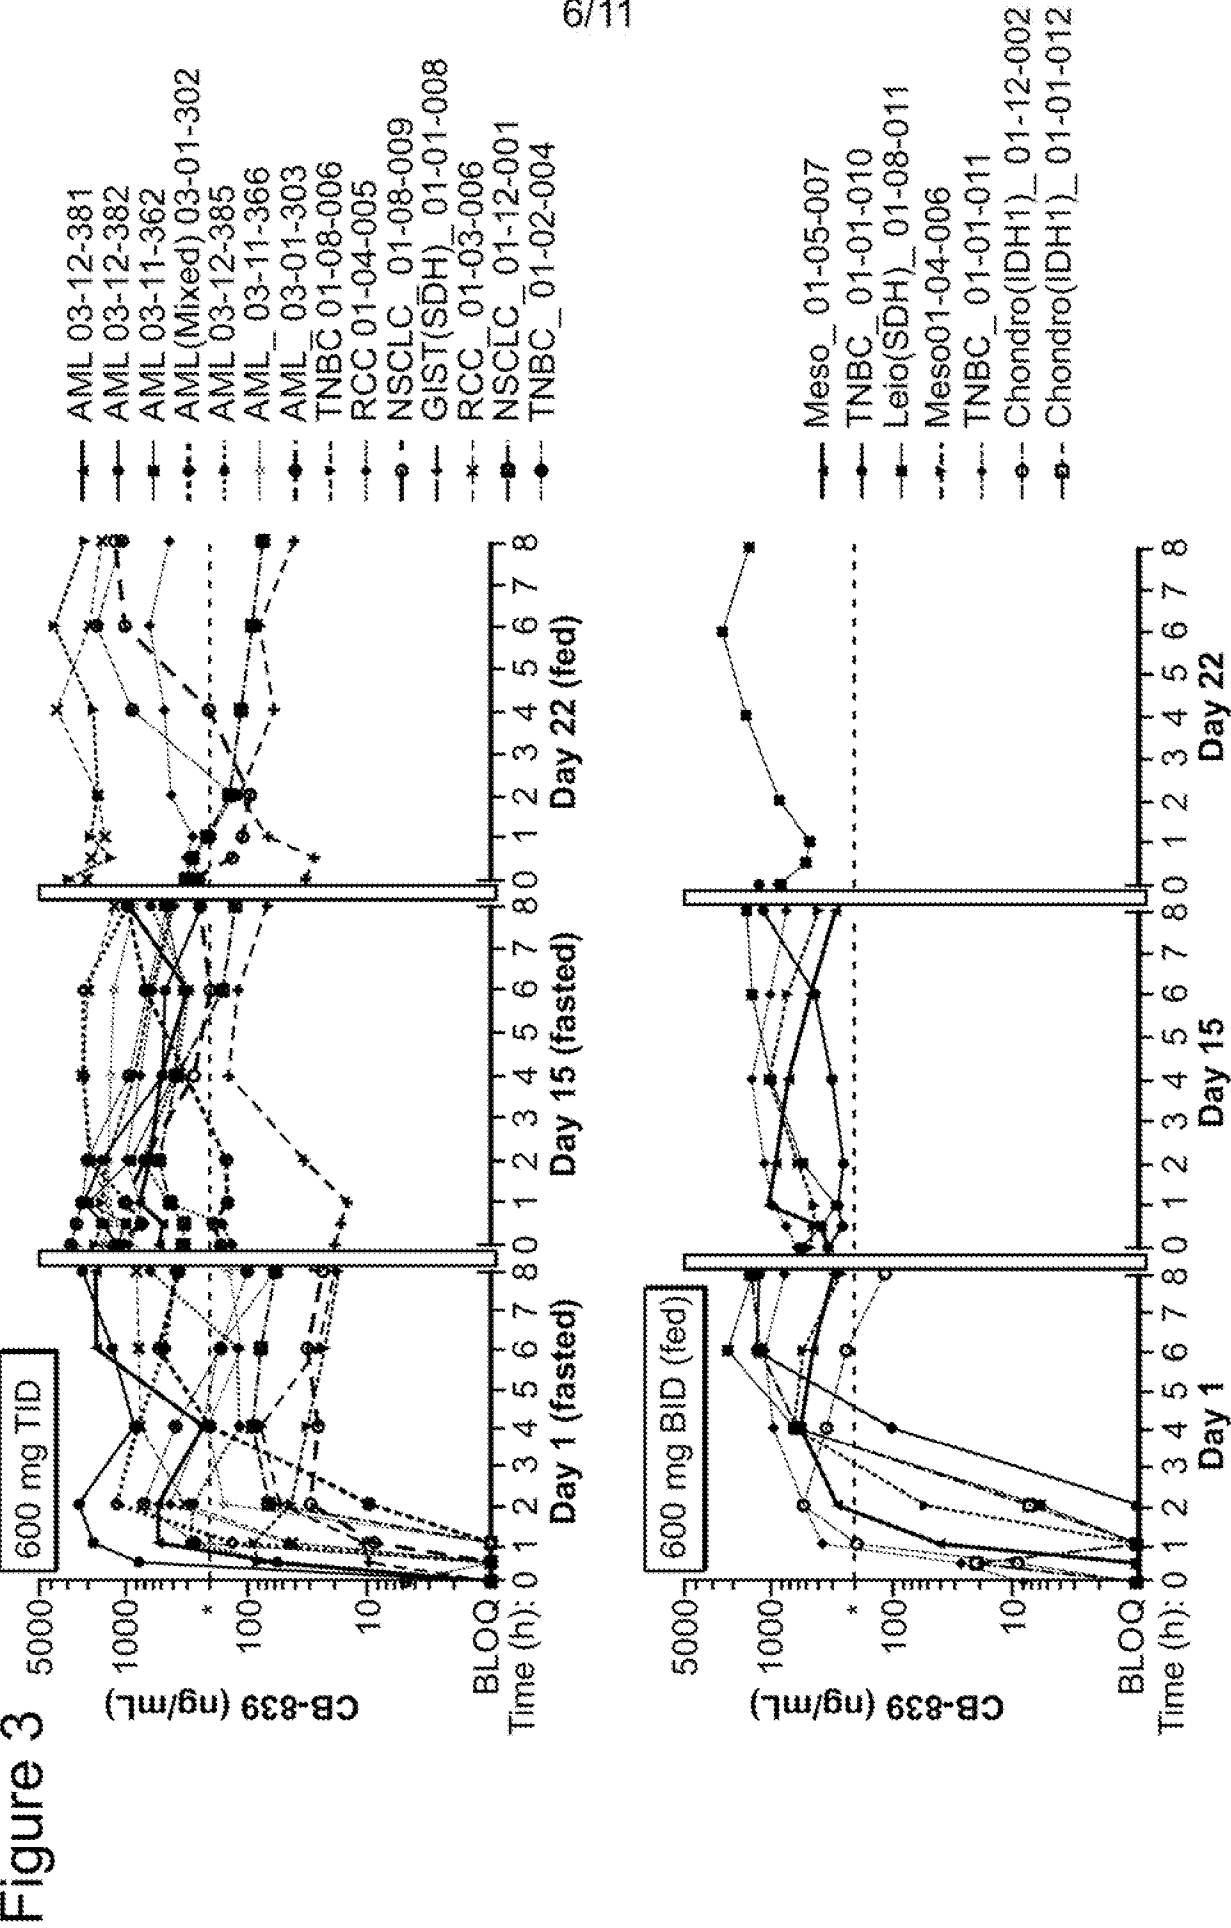 6/11
Figure 3
600 mg TID
5000
1000
*
100
10
BLOQ
CB-839 (ng/mL)
Time (h): 0 1 2 3 4 5 6 7 8 0 1 2 3 4 5 6 7 8 0 1 2 3 4 5 6 7 8
Day 1 (fasted) Day 15 (fasted) Day 22 (fed)
AML 03-12-381
AML 03-12-382
AML 03-11-362
AML(Mixed) 03-01-302
AML 03-12-385
AML_ 03-11-366
AML_ 03-01-303
TNBC 01-08-006
RCC 01-04-005
NSCLC_ 01-08-009
GIST(SDH)_ 01-01-008
RCC_ 01-03-006
NSCLC_ 01-12-001
TNBC_ 01-02-004
600 mg BID (fed)
5000
1000
*
100
10
BLOQ
CB-839 (ng/mL)
Time (h): 0 1 2 3 4 5 6 7 8 0 1 2 3 4 5 6 7 8 0 1 2 3 4 5 6 7 8
Day 1 Day 15 Day 22
Meso_ 01-05-007
TNBC_ 01-01-010
Leio(SDH)_ 01-08-011
Meso01-04-006
TNBC_ 01-01-011
Chondro(IDH1)_ 01-12-002
Chondro(IDH1)_ 01-01-012